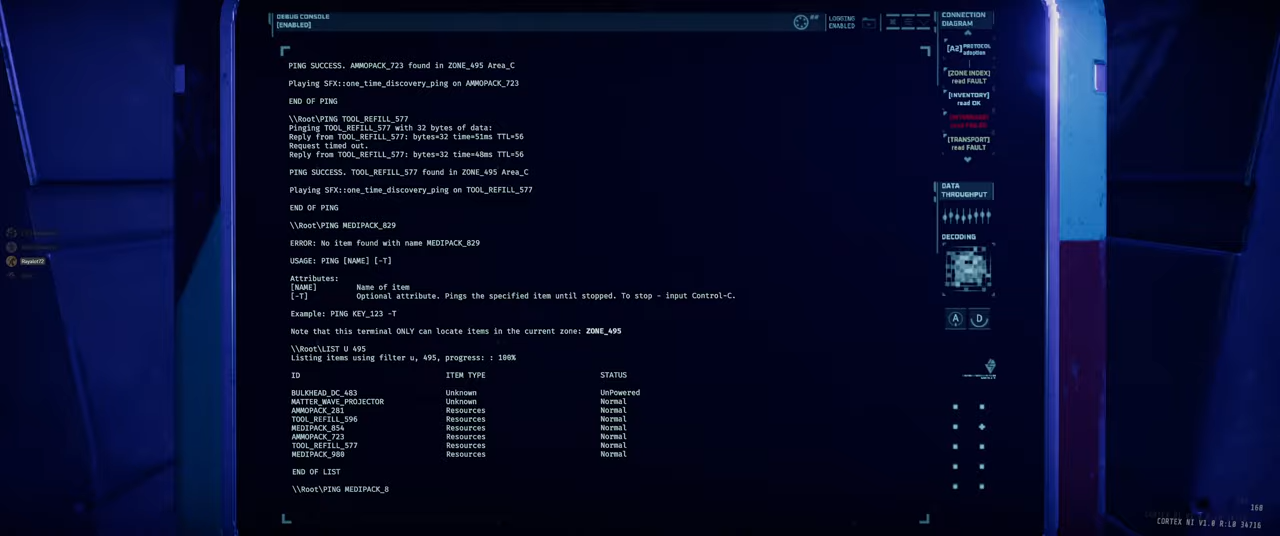 DEBUG CONSOLE
[ENABLED]
LOGGING
ENABLED
CONNECTION
DIAGRAM
PING SUCCESS. AMMOPACK_723 found in ZONE_495 Area_C
Playing SFX::one_time_discovery_ping on AMMOPACK_723
END OF PING
\\Root\PING TOOL_REFILL_577
Pinging TOOL_REFILL_577 with 32 bytes of data:
Reply from TOOL_REFILL_577: bytes=32 time=51ms TTL=56
Request timed out.
Reply from TOOL_REFILL_577: bytes=32 time=48ms TTL=56
PING SUCCESS. TOOL_REFILL_577 found in ZONE_495 Area_C
Playing SFX::one_time_discovery_ping on TOOL_REFILL_577
END OF PING
\\Root\PING MEDIPACK_829
ERROR: No item found with name MEDIPACK_829
USAGE: PING [NAME] [-T]
Attributes:
[NAME] Name of item
[-T] Optional attribute. Pings the specified item until stopped. To stop - input Control-C.
Example: PING KEY_123 -T
Note that this terminal ONLY can locate items in the current zone: ZONE_495
\\Root\LIST U 495
Listing items using filter u, 495, progress: : 100%
ID ITEM TYPE STATUS
BULKHEAD_DC_483 Unknown UnPowered
MATTER_WAVE_PROJECTOR Unknown Normal
AMMOPACK_281 Resources Normal
TOOL_REFILL_596 Resources Normal
MEDIPACK_854 Resources Normal
AMMOPACK_723 Resources Normal
TOOL_REFILL_577 Resources Normal
MEDIPACK_980 Resources Normal
END OF LIST
\\Root\PING MEDIPACK_8
[A2] PROTOCOL
adoption
[ZONE INDEX]
read FAULT
[INVENTORY]
read OK
read FAILED
[TRANSPORT]
read FAULT
DATA
THROUGHPUT
DECODING
A D
Rayalot72
160
CORTEX NI V1.0 R:L0 34716